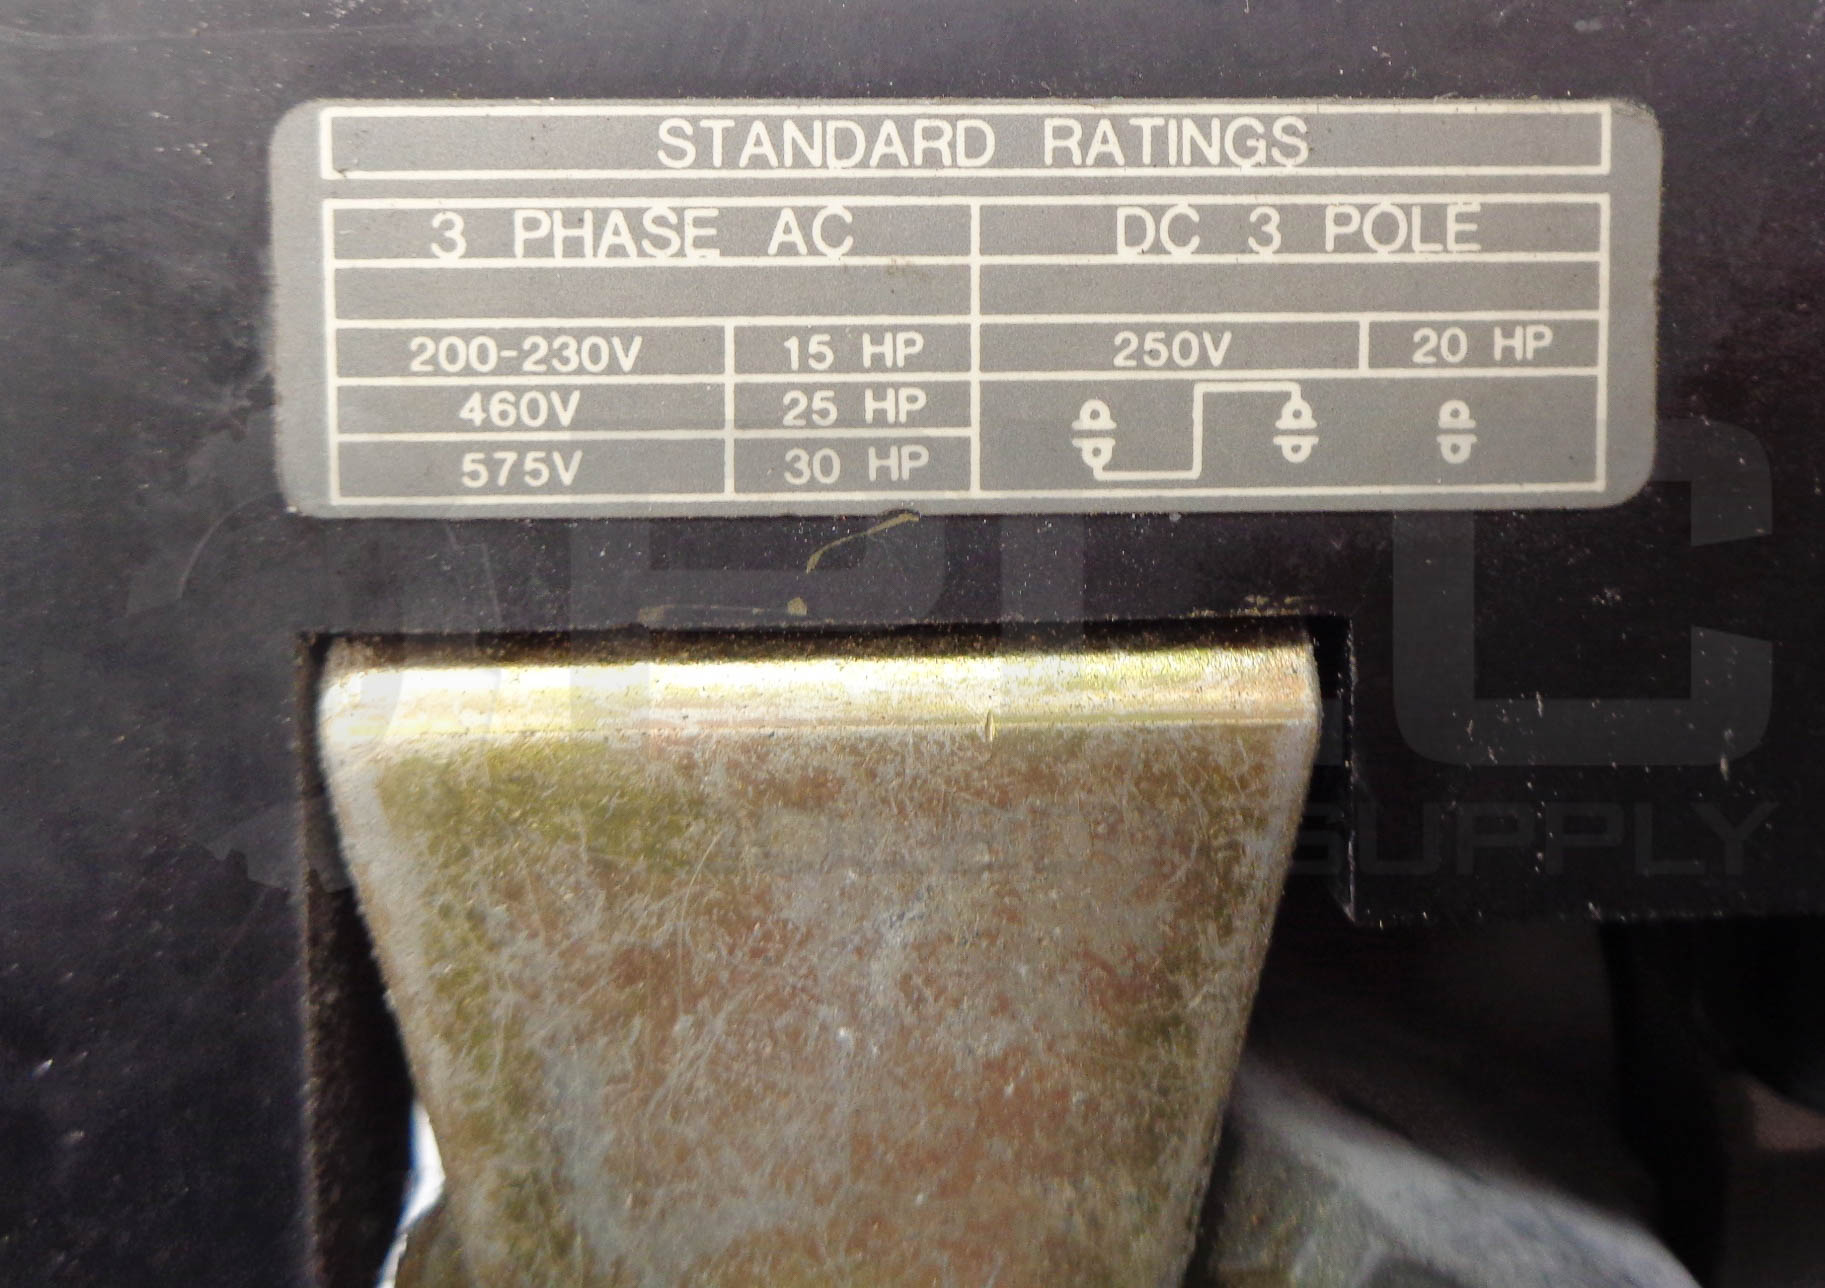 STANDARD RATINGS
3 PHASE AC DC 3 POLE
200-230V 15 HP 250V 20 HP
460V 25 HP
575V 30 HP
PLC
SUPPLY